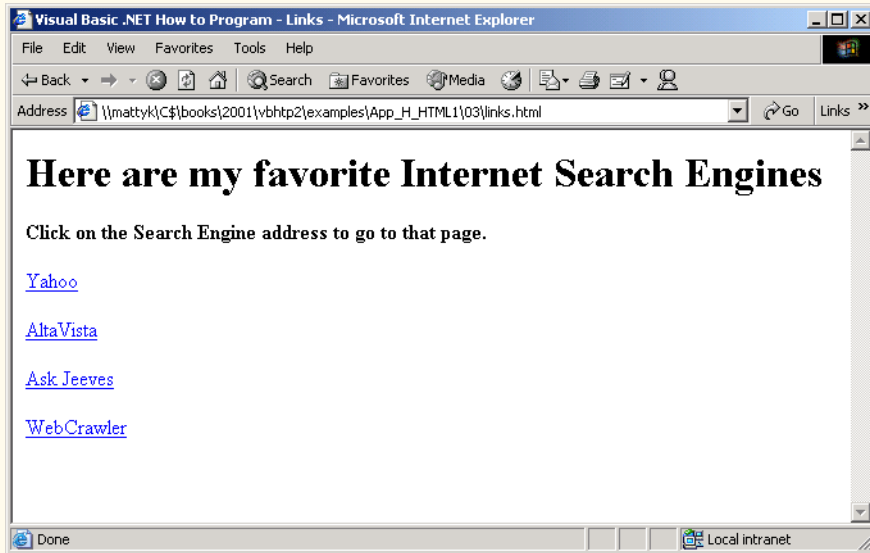 Visual Basic .NET How to Program - Links - Microsoft Internet Explorer
File Edit View Favorites Tools Help
Back Search Favorites Media
Address \\mattyk\C$\books\2001\vbhtp2\examples\App_H_HTML1\03\links.html Go Links »
Here are my favorite Internet Search Engines
Click on the Search Engine address to go to that page.
Yahoo
AltaVista
Ask Jeeves
WebCrawler
Done Local intranet